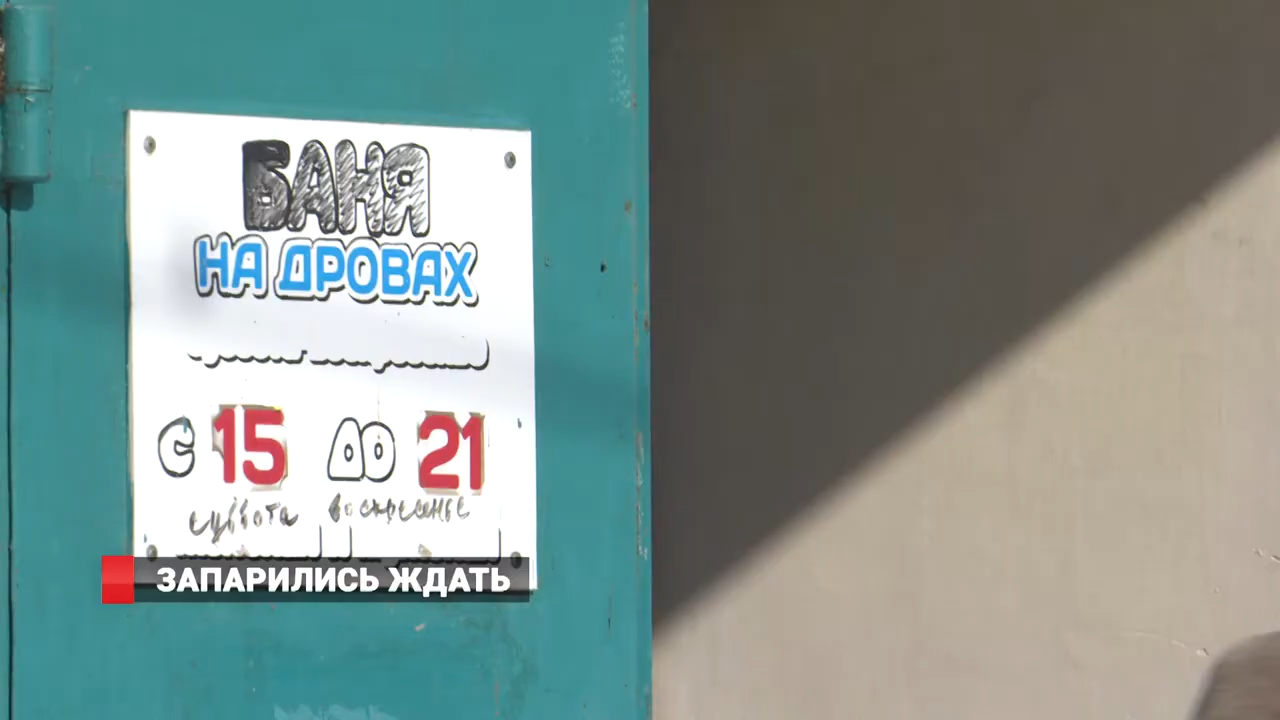 БАНЯ
НА ДРОВАХ
С 15 ДО 21
суббота воскресенье
ЗАПАРИЛИСЬ ЖДАТЬ